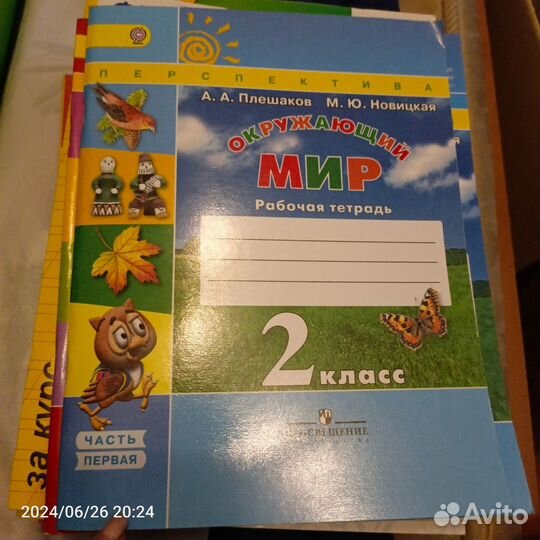 ПЕРСПЕКТИВА
А. А. Плешаков М. Ю. Новицкая
ОКРУЖАЮЩИЙ
МИР
Рабочая тетрадь
2 класс
ЧАСТЬ
ПЕРВАЯ
за курс
2024/06/26 20:24
Avito